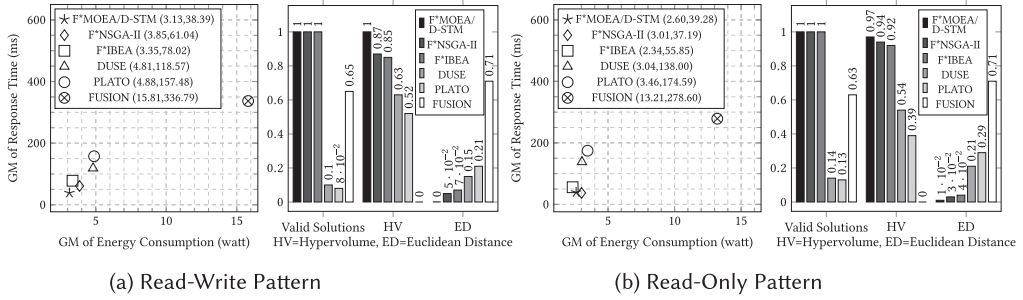 600
400
200
0
GM of Response Time (ms)
F*MOEA/D-STM (3.13,38.39)
F*NSGA-II (3.85,61.04)
F*IBEA (3.35,78.02)
DUSE (4.81,118.57)
PLATO (4.88,157.48)
FUSION (15.81,336.79)
5 10 15
GM of Energy Consumption (watt)
1
0.8
0.6
0.4
0.2
0
1 1 1 0.1 8·10⁻² 0.65
1 0.87 0.85 0.63 0.52 0
0 5·10⁻² 7·10⁻² 0.15 0.21 0.71
F*MOEA/
D-STM
F*NSGA-II
F*IBEA
DUSE
PLATO
FUSION
Valid Solutions HV ED
HV=Hypervolume, ED=Euclidean Distance
(a) Read-Write Pattern
600
400
200
0
GM of Response Time (ms)
F*MOEA/D-STM (2.60,39.28)
F*NSGA-II (3.01,37.19)
F*IBEA (2.34,55.85)
DUSE (3.04,138.00)
PLATO (3.46,174.59)
FUSION (13.21,278.60)
5 10 15
GM of Energy Consumption (watt)
1
0.8
0.6
0.4
0.2
0
1 1 1 0.14 0.13 0.63
0.97 0.94 0.92 0.54 0.39 0
1·10⁻² 3·10⁻² 4·10⁻² 0.21 0.29 0.71
F*MOEA/
D-STM
F*NSGA-II
F*IBEA
DUSE
PLATO
FUSION
Valid Solutions HV ED
HV=Hypervolume, ED=Euclidean Distance
(b) Read-Only Pattern